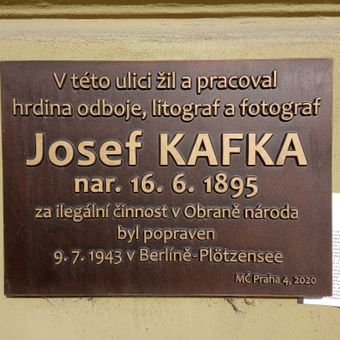 V této ulici žil a pracoval
hrdina odboje, litograf a fotograf
Josef KAFKA
nar. 16. 6. 1895
za ilegální činnost v Obraně národa
byl popraven
9. 7. 1943 v Berlíně-Plötzensee
MČ Praha 4, 2020